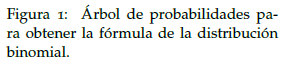 Figura 1: Árbol de probabilidades pa-
ra obtener la fórmula de la distribución
binomial.